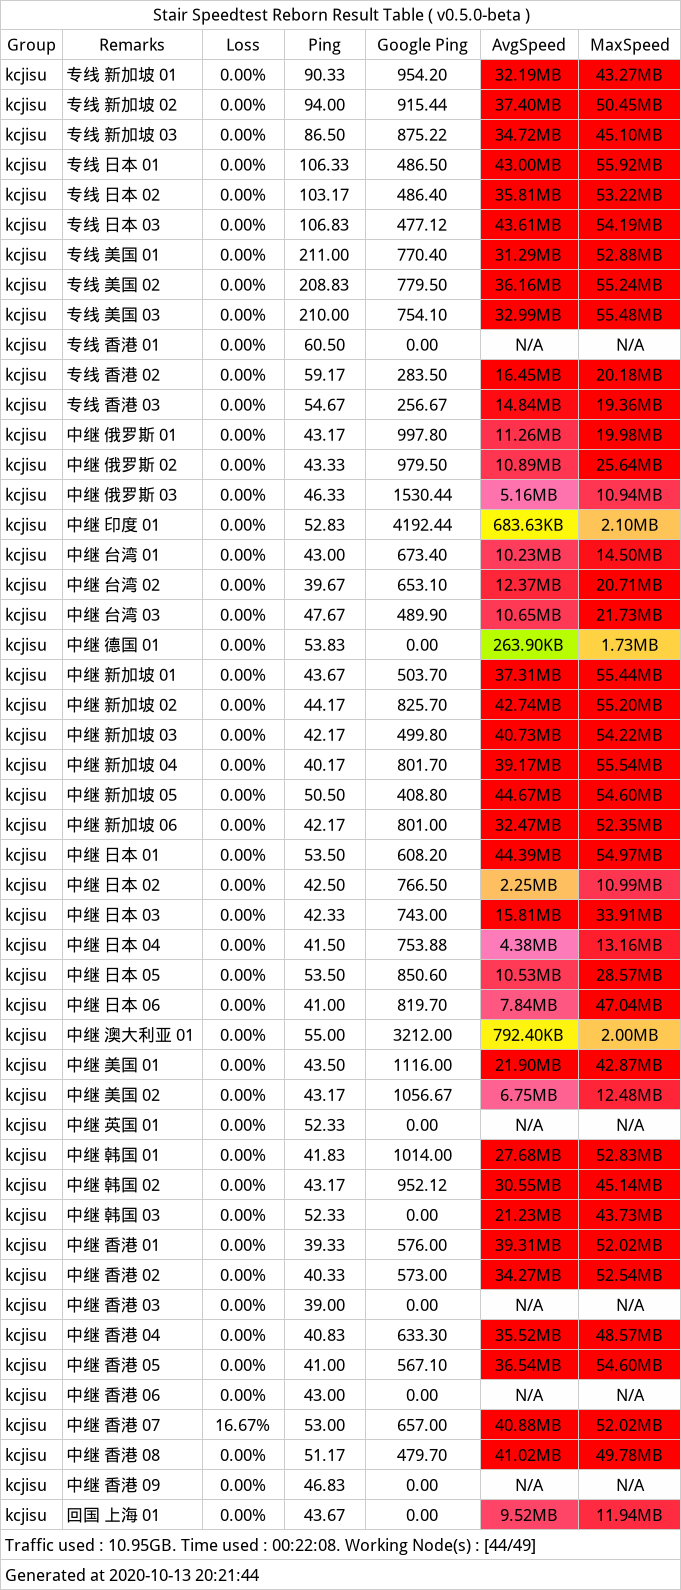 Stair Speedtest Reborn Result Table ( v0.5.0-beta )
Group Remarks Loss Ping Google Ping AvgSpeed MaxSpeed
kcjisu 专线 新加坡 01 0.00% 90.33 954.20 32.19MB 43.27MB
kcjisu 专线 新加坡 02 0.00% 94.00 915.44 37.40MB 50.45MB
kcjisu 专线 新加坡 03 0.00% 86.50 875.22 34.72MB 45.10MB
kcjisu 专线 日本 01 0.00% 106.33 486.50 43.00MB 55.92MB
kcjisu 专线 日本 02 0.00% 103.17 486.40 35.81MB 53.22MB
kcjisu 专线 日本 03 0.00% 106.83 477.12 43.61MB 54.19MB
kcjisu 专线 美国 01 0.00% 211.00 770.40 31.29MB 52.88MB
kcjisu 专线 美国 02 0.00% 208.83 779.50 36.16MB 55.24MB
kcjisu 专线 美国 03 0.00% 210.00 754.10 32.99MB 55.48MB
kcjisu 专线 香港 01 0.00% 60.50 0.00 N/A N/A
kcjisu 专线 香港 02 0.00% 59.17 283.50 16.45MB 20.18MB
kcjisu 专线 香港 03 0.00% 54.67 256.67 14.84MB 19.36MB
kcjisu 中继 俄罗斯 01 0.00% 43.17 997.80 11.26MB 19.98MB
kcjisu 中继 俄罗斯 02 0.00% 43.33 979.50 10.89MB 25.64MB
kcjisu 中继 俄罗斯 03 0.00% 46.33 1530.44 5.16MB 10.94MB
kcjisu 中继 印度 01 0.00% 52.83 4192.44 683.63KB 2.10MB
kcjisu 中继 台湾 01 0.00% 43.00 673.40 10.23MB 14.50MB
kcjisu 中继 台湾 02 0.00% 39.67 653.10 12.37MB 20.71MB
kcjisu 中继 台湾 03 0.00% 47.67 489.90 10.65MB 21.73MB
kcjisu 中继 德国 01 0.00% 53.83 0.00 263.90KB 1.73MB
kcjisu 中继 新加坡 01 0.00% 43.67 503.70 37.31MB 55.44MB
kcjisu 中继 新加坡 02 0.00% 44.17 825.70 42.74MB 55.20MB
kcjisu 中继 新加坡 03 0.00% 42.17 499.80 40.73MB 54.22MB
kcjisu 中继 新加坡 04 0.00% 40.17 801.70 39.17MB 55.54MB
kcjisu 中继 新加坡 05 0.00% 50.50 408.80 44.67MB 54.60MB
kcjisu 中继 新加坡 06 0.00% 42.17 801.00 32.47MB 52.35MB
kcjisu 中继 日本 01 0.00% 53.50 608.20 44.39MB 54.97MB
kcjisu 中继 日本 02 0.00% 42.50 766.50 2.25MB 10.99MB
kcjisu 中继 日本 03 0.00% 42.33 743.00 15.81MB 33.91MB
kcjisu 中继 日本 04 0.00% 41.50 753.88 4.38MB 13.16MB
kcjisu 中继 日本 05 0.00% 53.50 850.60 10.53MB 28.57MB
kcjisu 中继 日本 06 0.00% 41.00 819.70 7.84MB 47.04MB
kcjisu 中继 澳大利亚 01 0.00% 55.00 3212.00 792.40KB 2.00MB
kcjisu 中继 美国 01 0.00% 43.50 1116.00 21.90MB 42.87MB
kcjisu 中继 美国 02 0.00% 43.17 1056.67 6.75MB 12.48MB
kcjisu 中继 英国 01 0.00% 52.33 0.00 N/A N/A
kcjisu 中继 韩国 01 0.00% 41.83 1014.00 27.68MB 52.83MB
kcjisu 中继 韩国 02 0.00% 43.17 952.12 30.55MB 45.14MB
kcjisu 中继 韩国 03 0.00% 52.33 0.00 21.23MB 43.73MB
kcjisu 中继 香港 01 0.00% 39.33 576.00 39.31MB 52.02MB
kcjisu 中继 香港 02 0.00% 40.33 573.00 34.27MB 52.54MB
kcjisu 中继 香港 03 0.00% 39.00 0.00 N/A N/A
kcjisu 中继 香港 04 0.00% 40.83 633.30 35.52MB 48.57MB
kcjisu 中继 香港 05 0.00% 41.00 567.10 36.54MB 54.60MB
kcjisu 中继 香港 06 0.00% 43.00 0.00 N/A N/A
kcjisu 中继 香港 07 16.67% 53.00 657.00 40.88MB 52.02MB
kcjisu 中继 香港 08 0.00% 51.17 479.70 41.02MB 49.78MB
kcjisu 中继 香港 09 0.00% 46.83 0.00 N/A N/A
kcjisu 回国 上海 01 0.00% 43.67 0.00 9.52MB 11.94MB
Traffic used : 10.95GB. Time used : 00:22:08. Working Node(s) : [44/49]
Generated at 2020-10-13 20:21:44